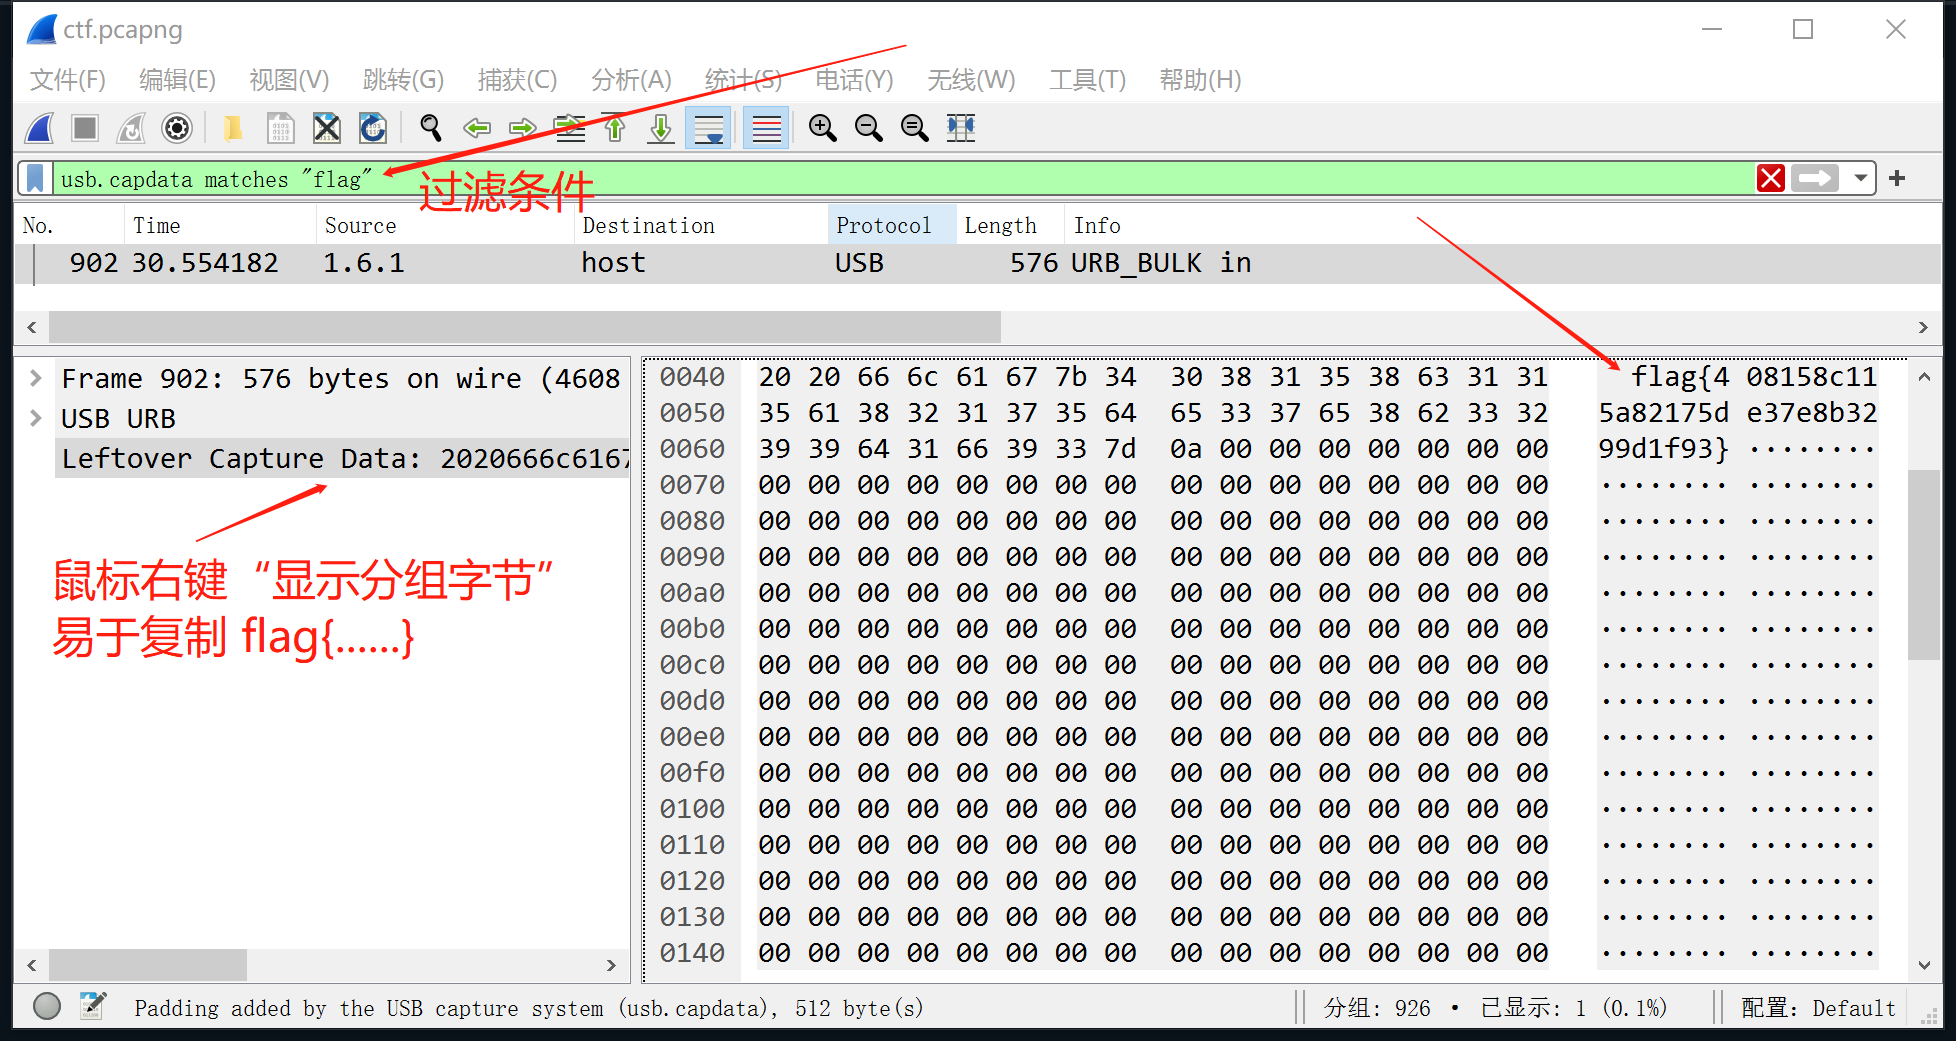 ctf.pcapng
文件(F) 编辑(E) 视图(V) 跳转(G) 捕获(C) 分析(A) 统计(S) 电话(Y) 无线(W) 工具(T) 帮助(H)
usb.capdata matches "flag"
过滤条件
No. Time Source Destination Protocol Length Info
902 30.554182 1.6.1 host USB 576 URB_BULK in
Frame 902: 576 bytes on wire (4608
USB URB
Leftover Capture Data: 2020666c6167
鼠标右键“显示分组字节”
易于复制 flag{......}
0040 20 20 66 6c 61 67 7b 34 30 38 31 35 38 63 31 31 flag{4 08158c11
0050 35 61 38 32 31 37 35 64 65 33 37 65 38 62 33 32 5a82175d e37e8b32
0060 39 39 64 31 66 39 33 7d 0a 00 00 00 00 00 00 00 99d1f93} ········
0070 00 00 00 00 00 00 00 00 00 00 00 00 00 00 00 00 ········ ········
0080 00 00 00 00 00 00 00 00 00 00 00 00 00 00 00 00 ········ ········
0090 00 00 00 00 00 00 00 00 00 00 00 00 00 00 00 00 ········ ········
00a0 00 00 00 00 00 00 00 00 00 00 00 00 00 00 00 00 ········ ········
00b0 00 00 00 00 00 00 00 00 00 00 00 00 00 00 00 00 ········ ········
00c0 00 00 00 00 00 00 00 00 00 00 00 00 00 00 00 00 ········ ········
00d0 00 00 00 00 00 00 00 00 00 00 00 00 00 00 00 00 ········ ········
00e0 00 00 00 00 00 00 00 00 00 00 00 00 00 00 00 00 ········ ········
00f0 00 00 00 00 00 00 00 00 00 00 00 00 00 00 00 00 ········ ········
0100 00 00 00 00 00 00 00 00 00 00 00 00 00 00 00 00 ········ ········
0110 00 00 00 00 00 00 00 00 00 00 00 00 00 00 00 00 ········ ········
0120 00 00 00 00 00 00 00 00 00 00 00 00 00 00 00 00 ········ ········
0130 00 00 00 00 00 00 00 00 00 00 00 00 00 00 00 00 ········ ········
0140 00 00 00 00 00 00 00 00 00 00 00 00 00 00 00 00 ········ ········
Padding added by the USB capture system (usb.capdata), 512 byte(s) 分组: 926 · 已显示: 1 (0.1%) 配置: Default